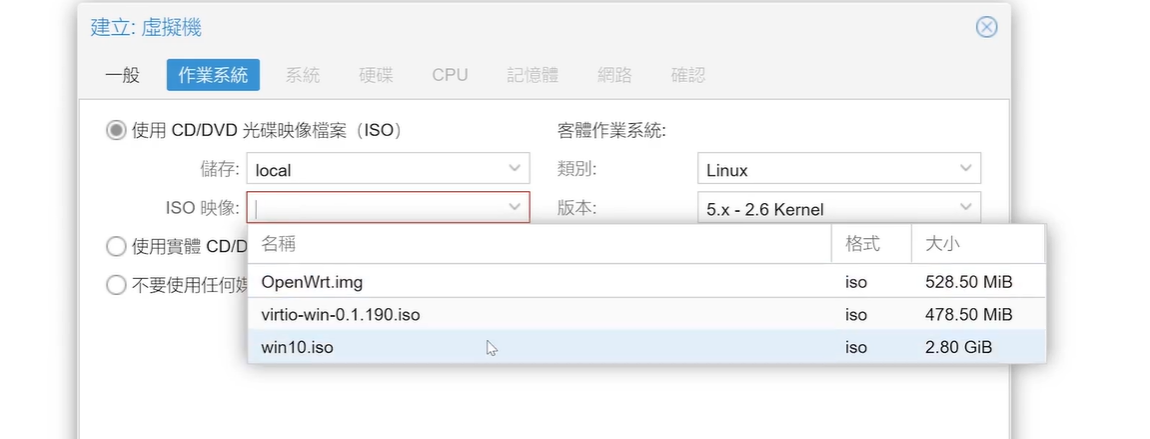 建立: 虛擬機
一般 作業系統 系統 硬碟 CPU 記憶體 網路 確認
使用 CD/DVD 光碟映像檔案（ISO） 客體作業系統:
儲存: local 類別: Linux
ISO 映像: 版本: 5.x - 2.6 Kernel
使用實體 CD/D
名稱 格式 大小
不要使用任何媒
OpenWrt.img iso 528.50 MiB
virtio-win-0.1.190.iso iso 478.50 MiB
win10.iso iso 2.80 GiB